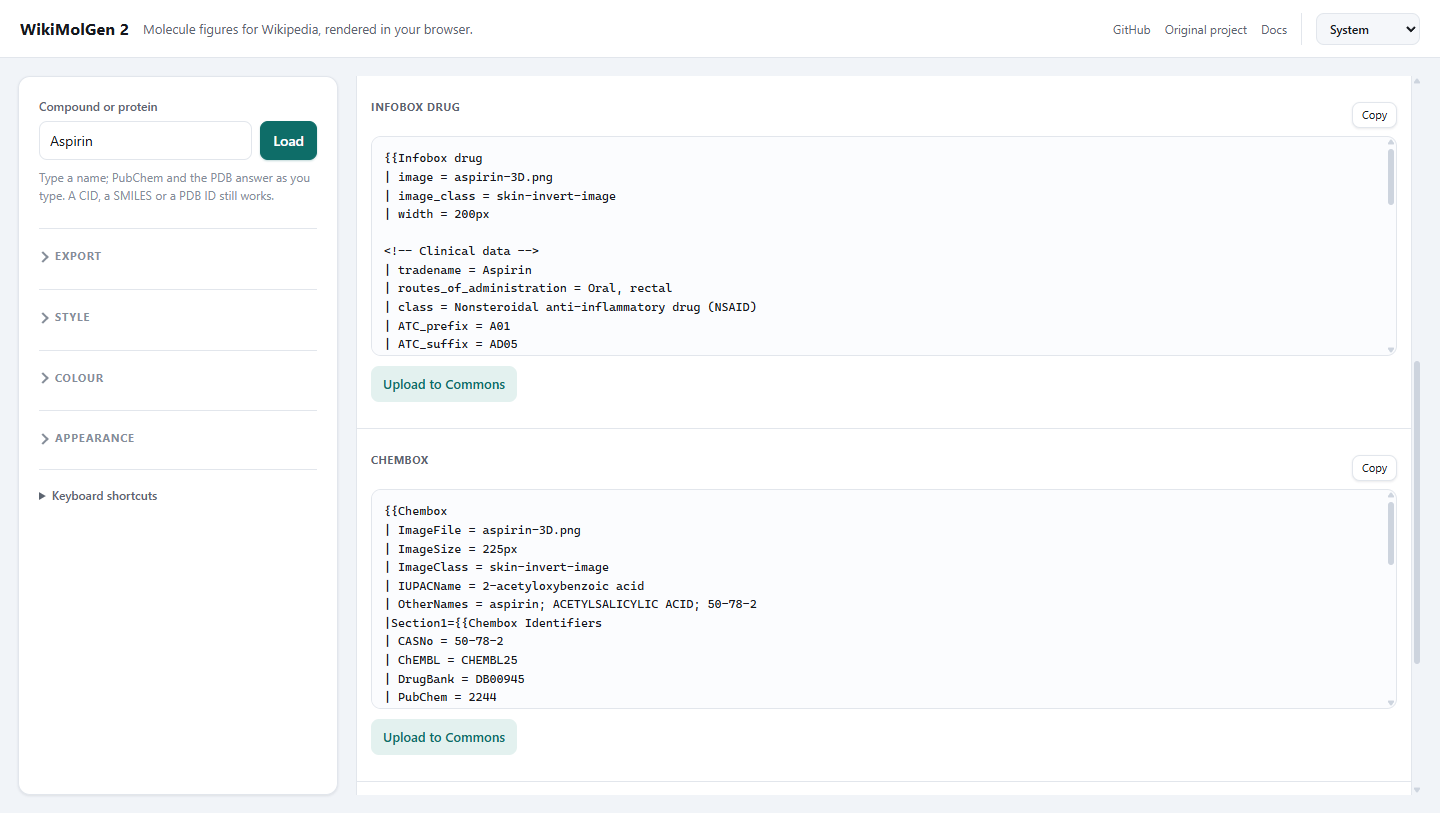 WikiMolGen 2 Molecule figures for Wikipedia, rendered in your browser. GitHub Original project Docs System
Compound or protein
Aspirin Load
Type a name; PubChem and the PDB answer as you
type. A CID, a SMILES or a PDB ID still works.
EXPORT
STYLE
COLOUR
APPEARANCE
Keyboard shortcuts
INFOBOX DRUG
Copy
{{Infobox drug
| image = aspirin-3D.png
| image_class = skin-invert-image
| width = 200px
<!-- Clinical data -->
| tradename = Aspirin
| routes_of_administration = Oral, rectal
| class = Nonsteroidal anti-inflammatory drug (NSAID)
| ATC_prefix = A01
| ATC_suffix = AD05
Upload to Commons
CHEMBOX
Copy
{{Chembox
| ImageFile = aspirin-3D.png
| ImageSize = 225px
| ImageClass = skin-invert-image
| IUPACName = 2-acetyloxybenzoic acid
| OtherNames = aspirin; ACETYLSALICYLIC ACID; 50-78-2
|Section1={{Chembox Identifiers
| CASNo = 50-78-2
| ChEMBL = CHEMBL25
| DrugBank = DB00945
| PubChem = 2244
Upload to Commons